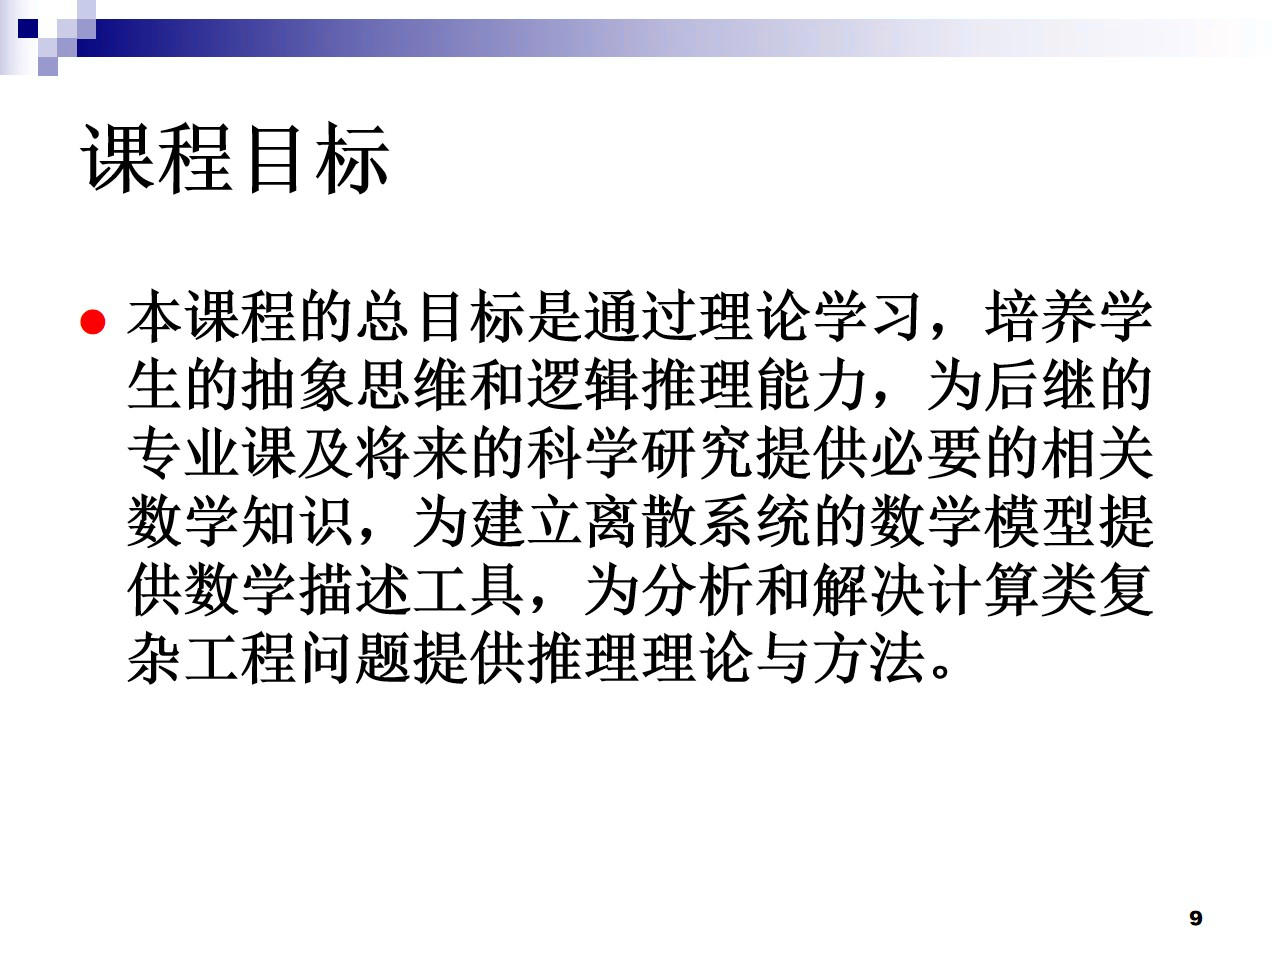 课程目标
本课程的总目标是通过理论学习，培养学
生的抽象思维和逻辑推理能力，为后继的
专业课及将来的科学研究提供必要的相关
数学知识，为建立离散系统的数学模型提
供数学描述工具，为分析和解决计算类复
杂工程问题提供推理理论与方法。
9